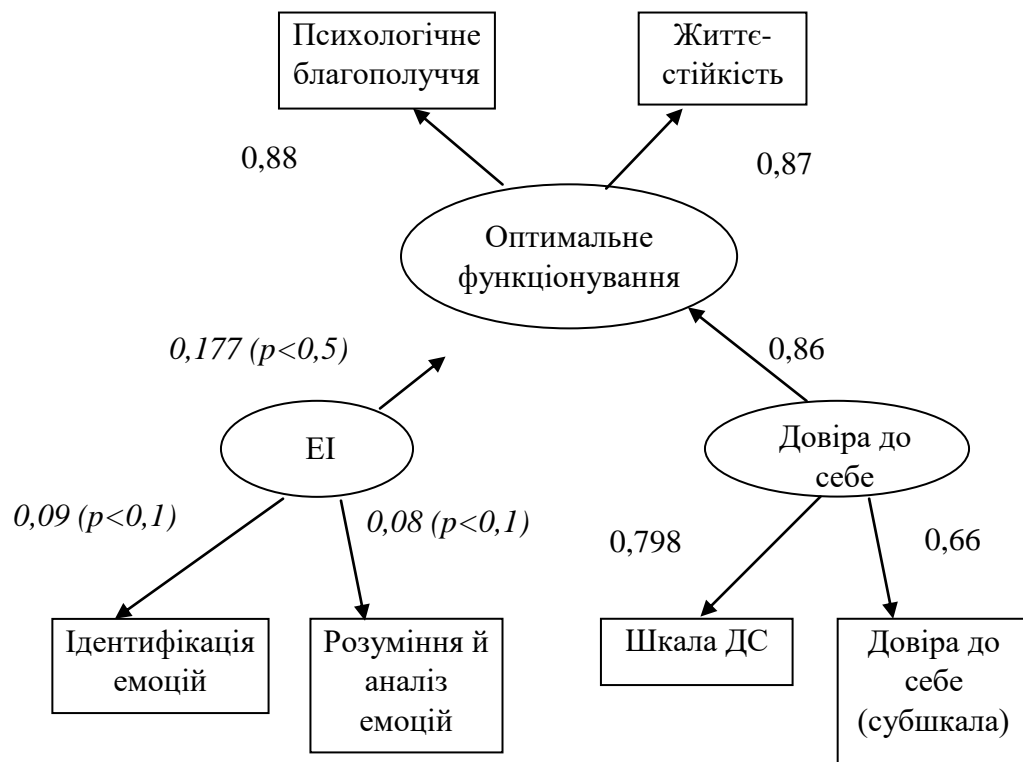 Психологічне
благополуччя
Життє-
стійкість
0,88
0,87
Оптимальне
функціонування
0,177 (p<0,5)
0,86
ЕІ
Довіра до
себе
0,09 (p<0,1)
0,08 (p<0,1)
0,798
0,66
Ідентифікація
емоцій
Розуміння й
аналіз
емоцій
Шкала ДС
Довіра до
себе
(субшкала)